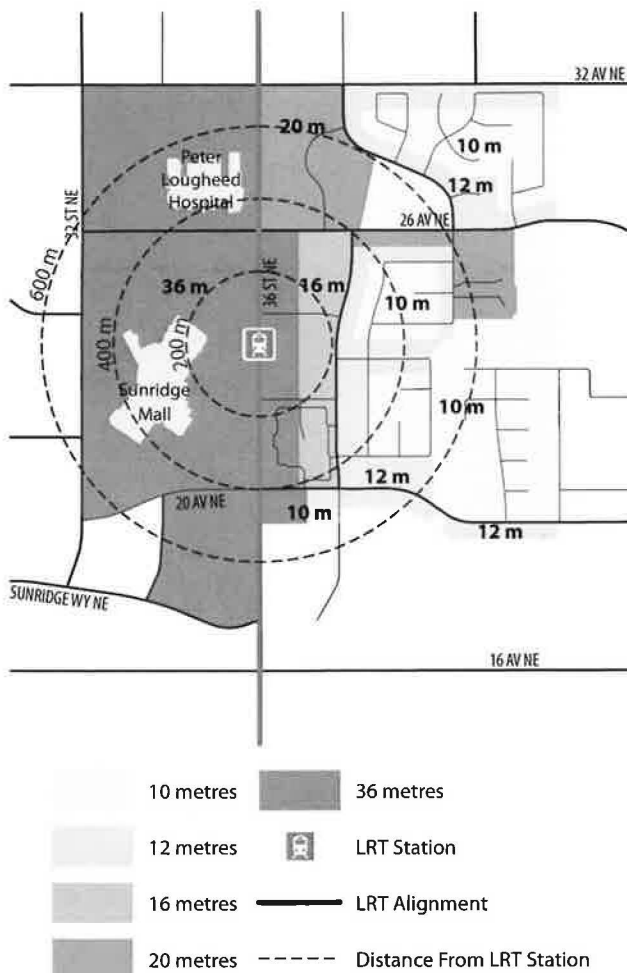 32 AV NE
20 m
10 m
Peter
Lougheed
Hospital
12 m
32 ST NE
26 AV NE
600 m
36 m
36 ST NE
16 m
10 m
400 m
200 m
Sunridge
Mall
10 m
12 m
20 AV NE
10 m
12 m
SUNRIDGE WY NE
16 AV NE
10 metres
36 metres
12 metres
LRT Station
16 metres
LRT Alignment
20 metres
Distance From LRT Station